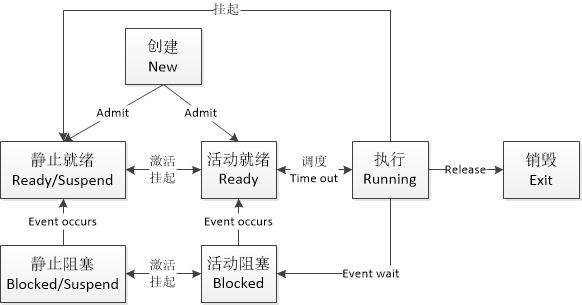 挂起
创建
New
Admit
Admit
静止就绪
Ready/Suspend
激活
挂起
活动就绪
Ready
调度
Time out
执行
Running
Release
销毁
Exit
Event occurs
Event occurs
静止阻塞
Blocked/Suspend
激活
挂起
活动阻塞
Blocked
Event wait